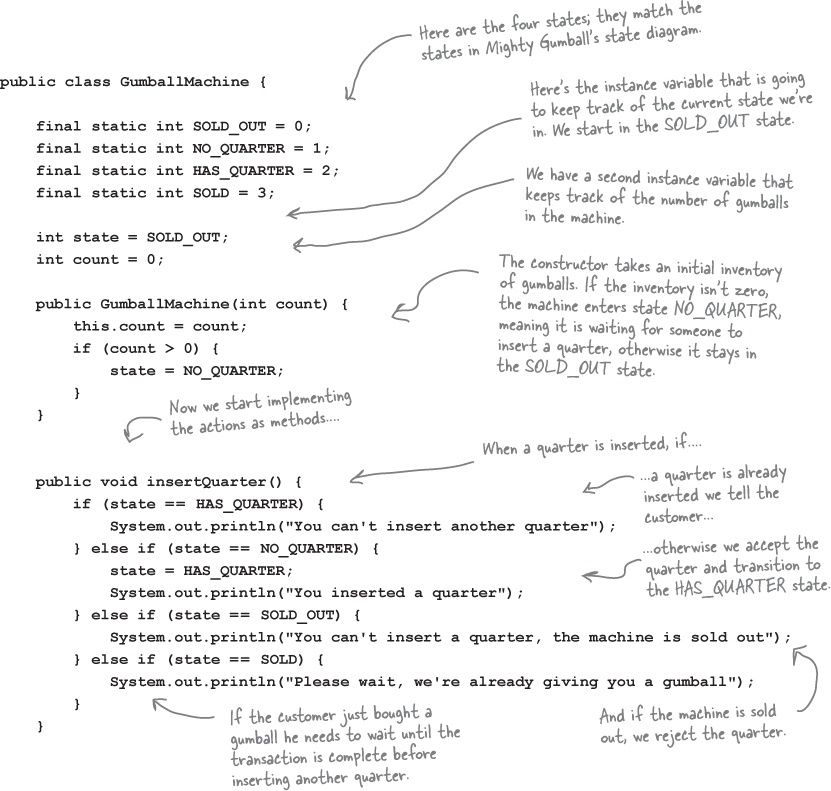 Here are the four states; they match the
states in Mighty Gumball's state diagram.
public class GumballMachine {
final static int SOLD_OUT = 0;
final static int NO_QUARTER = 1;
final static int HAS_QUARTER = 2;
final static int SOLD = 3;
Here's the instance variable that is going
to keep track of the current state we're
in. We start in the SOLD_OUT state.
We have a second instance variable that
keeps track of the number of gumballs
in the machine.
int state = SOLD_OUT;
int count = 0;
public GumballMachine(int count) {
this.count = count;
if (count > 0) {
state = NO_QUARTER;
}
}
The constructor takes an initial inventory
of gumballs. If the inventory isn't zero,
the machine enters state NO_QUARTER,
meaning it is waiting for someone to
insert a quarter, otherwise it stays in
the SOLD_OUT state.
Now we start implementing
the actions as methods....
When a quarter is inserted, if....
public void insertQuarter() {
if (state == HAS_QUARTER) {
System.out.println("You can't insert another quarter");
} else if (state == NO_QUARTER) {
state = HAS_QUARTER;
System.out.println("You inserted a quarter");
} else if (state == SOLD_OUT) {
System.out.println("You can't insert a quarter, the machine is sold out");
} else if (state == SOLD) {
System.out.println("Please wait, we're already giving you a gumball");
}
}
...a quarter is already
inserted we tell the
customer...
...otherwise we accept the
quarter and transition to
the HAS_QUARTER state.
If the customer just bought a
gumball he needs to wait until the
transaction is complete before
inserting another quarter.
And if the machine is sold
out, we reject the quarter.